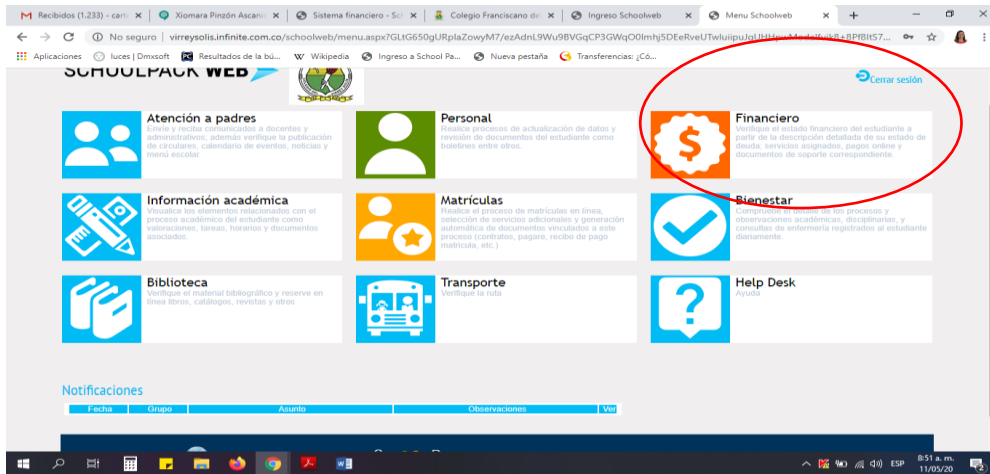 Recibidos (1.233) - carte
Xiomara Pinzón Ascanio
Sistema financiero - Sch
Colegio Franciscano del
Ingreso Schoolweb
Menu Schoolweb
No seguro | virreysolis.infinite.com.co/schoolweb/menu.aspx?
Aplicaciones
luces | Dmxsoft
Resultados de la bú...
Wikipedia
Ingreso a School Pa...
Nueva pestaña
Transferencias: ¿Có...
SCHOOLPACK WEB
Cerrar sesión
Atención a padres
Envíe y reciba comunicados a docentes y
administrativos, además verifique la publicación
de circulares, calendario de eventos, noticias y
menú escolar.
Personal
Realice procesos de actualización de datos y
revisión de documentos del estudiante como
boletines entre otros.
Financiero
Verifique el estado financiero del estudiante a
partir de la descripción detallada de su estado de
deuda; servicios asignados, pagos online y
documentos de soporte correspondiente.
Información académica
Visualice los elementos relacionados con el
proceso académico del estudiante como
valoraciones, tareas, horarios y documentos
asociados.
Matrículas
Realice el proceso de matrículas en línea,
selección de servicios adicionales y generación
automática de documentos vinculados a este
proceso (contratos, pagare, recibo de pago
matricula, etc.)
Bienestar
Compruebe el detalle de los procesos y
observaciones académicas, disciplinarias, y
consultas de enfermería registrados al estudiante
diariamente.
Biblioteca
Verifique el material bibliográfico y reserve en
línea libros, catálogos, revistas y otros
Transporte
Verifique la ruta
Help Desk
Ayuda
Notificaciones
Fecha Grupo Asunto Observaciones Ver
ESP
8:51 a. m.
11/05/20